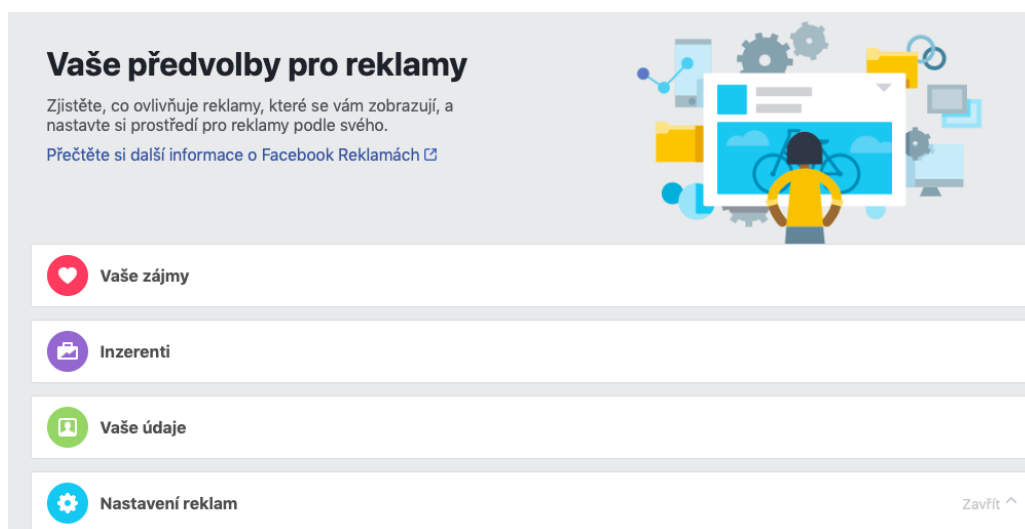 Vaše předvolby pro reklamy
Zjistěte, co ovlivňuje reklamy, které se vám zobrazují, a
nastavte si prostředí pro reklamy podle svého.
Přečtěte si další informace o Facebook Reklamách
Vaše zájmy
Inzerenti
Vaše údaje
Nastavení reklam
Zavřít